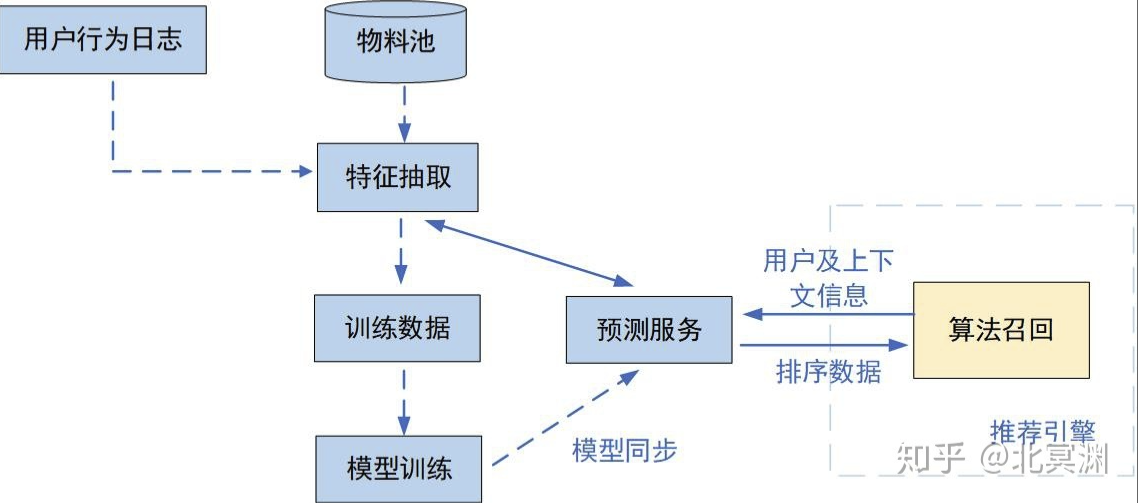 用户行为日志
物料池
特征抽取
用户及上下
文信息
训练数据
预测服务
算法召回
排序数据
模型训练
模型同步
推荐引擎
知乎 @北冥渊